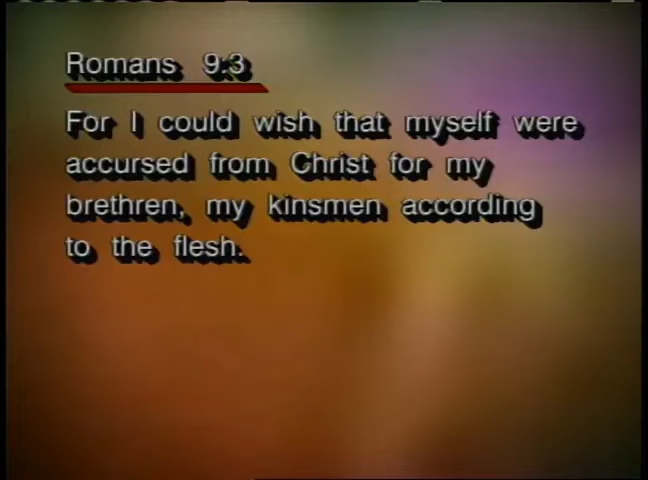 Romans 9:3
For I could wish that myself were
accursed from Christ for my
brethren, my kinsmen according
to the flesh.